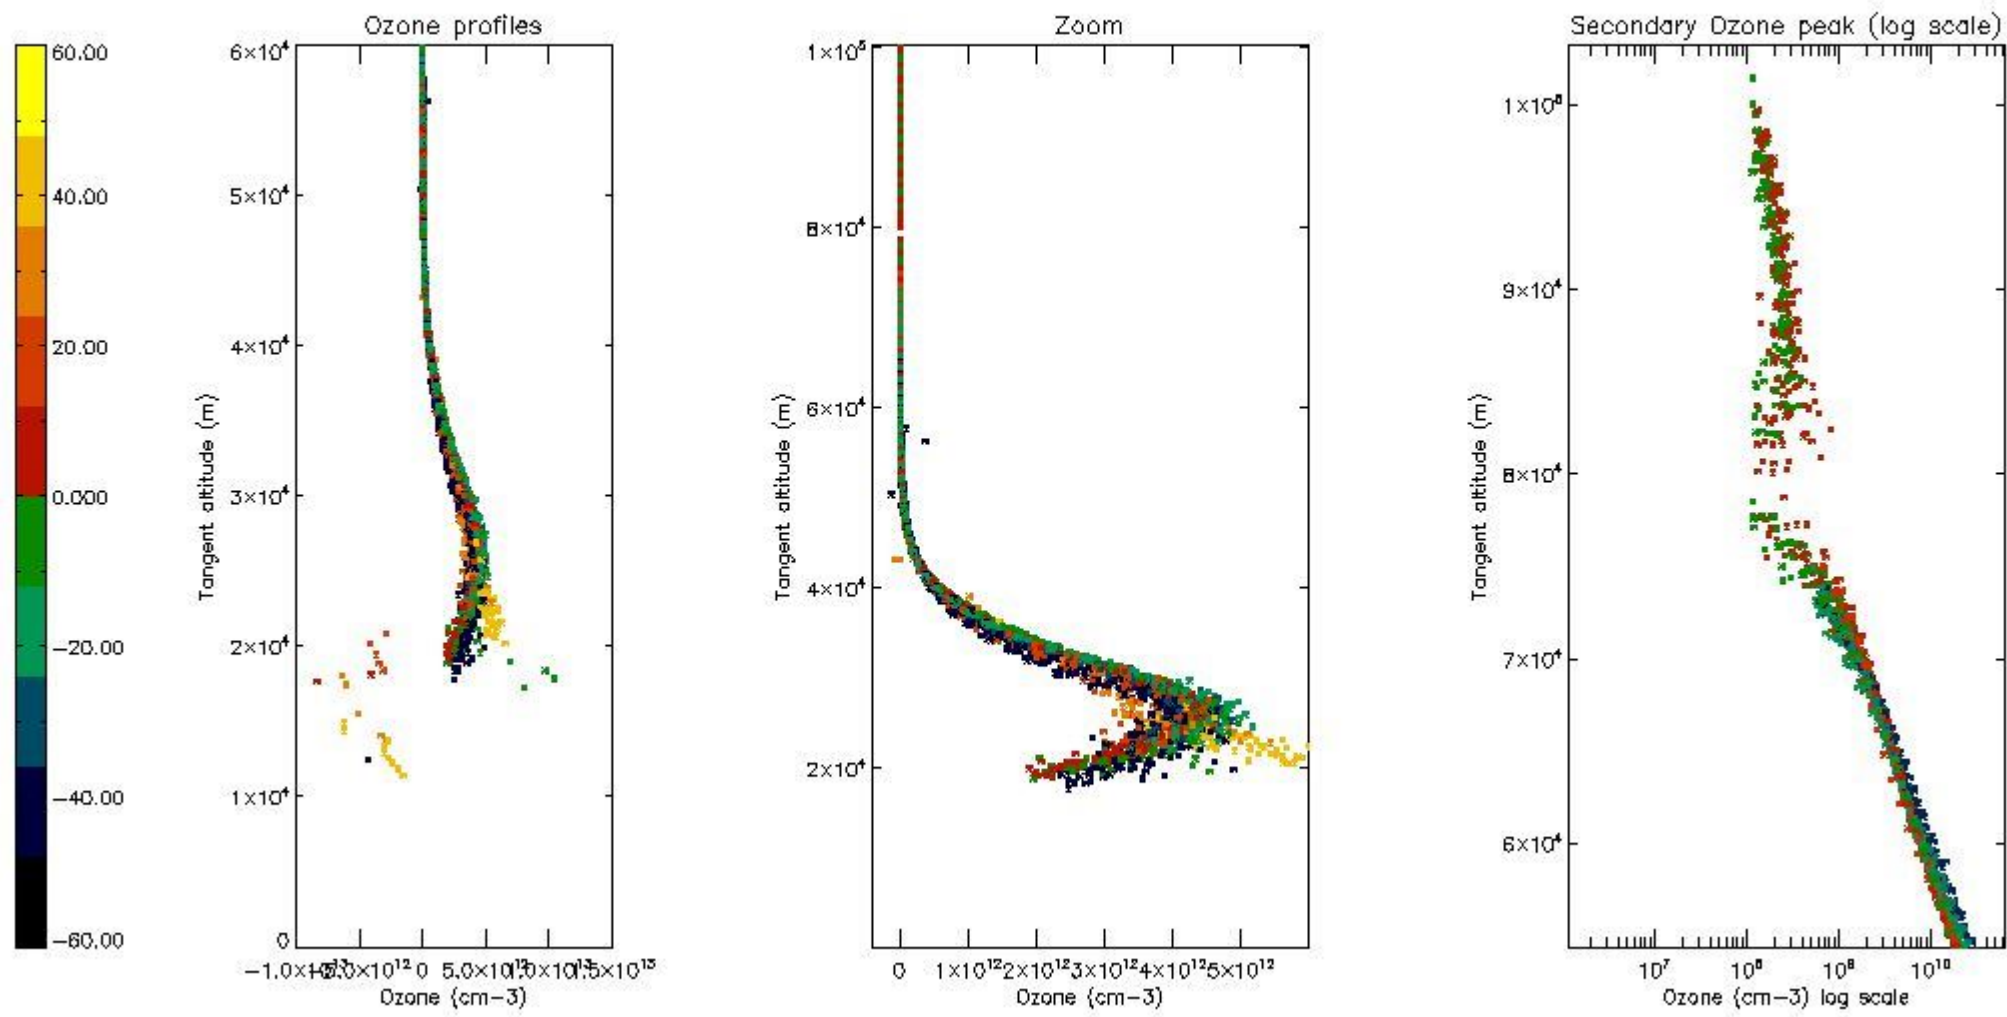 Ozone profiles
Zoom
Secondary Ozone peak (log scale)
60.00
40.00
20.00
-20.00
-40.00
-60.00
6×10⁴
5×10⁴
4×10⁴
3×10⁴
2×10⁴
1×10⁴
0
Tangent altitude (m)
0
5.0×10¹²
1.5×10¹³
Ozone (cm-3)
1×10⁵
8×10⁴
6×10⁴
4×10⁴
2×10⁴
Tangent altitude (m)
0 1×10¹² 2×10¹² 3×10¹² 4×10¹² 5×10¹²
Ozone (cm-3)
9×10⁴
8×10⁴
7×10⁴
6×10⁴
Tangent altitude (m)
10⁷ 10⁸ 10⁹ 10¹⁰
Ozone (cm-3) log scale